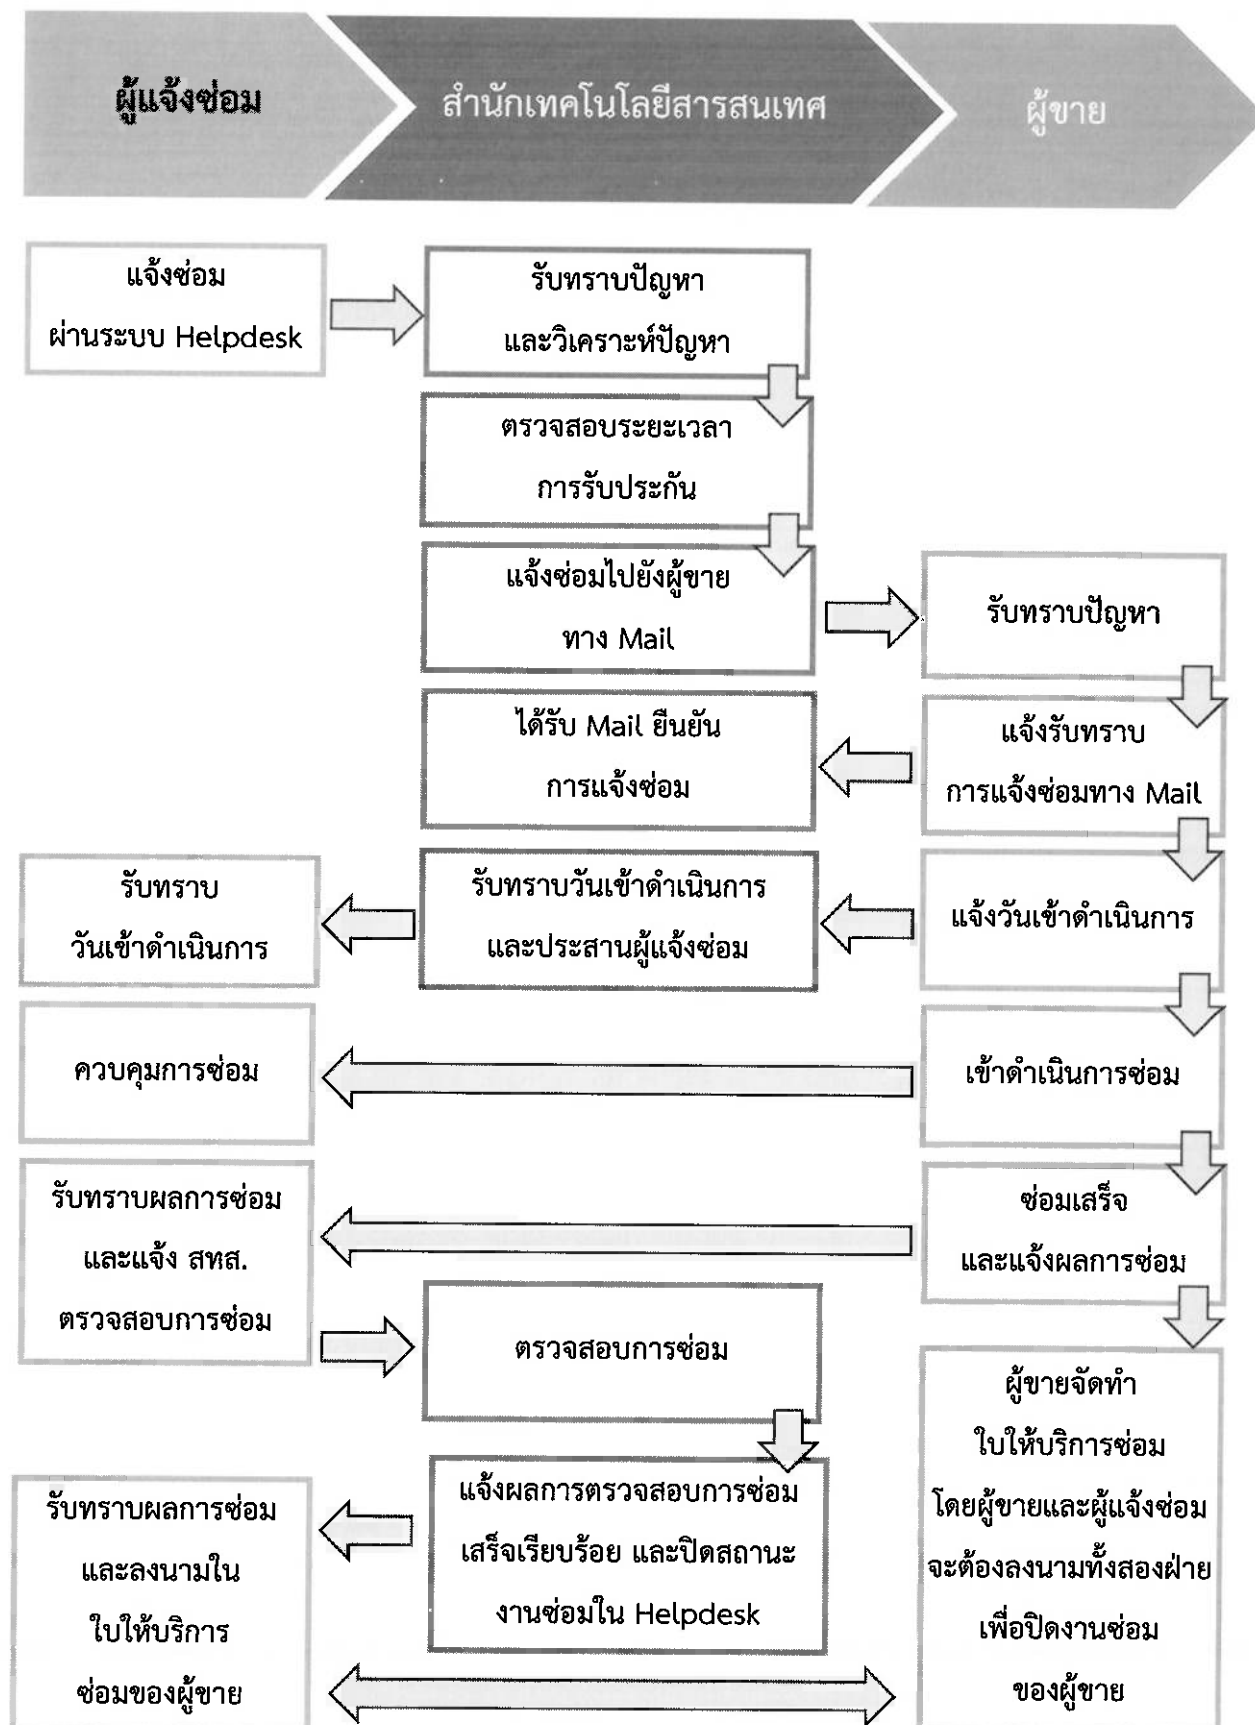 ผู้แจ้งซ่อม
สำนักเทคโนโลยีสารสนเทศ
ผู้ขาย
แจ้งซ่อม
ผ่านระบบ Helpdesk
รับทราบปัญหา
และวิเคราะห์ปัญหา
ตรวจสอบระยะเวลา
การรับประกัน
แจ้งซ่อมไปยังผู้ขาย
ทาง Mail
รับทราบปัญหา
ได้รับ Mail ยืนยัน
การแจ้งซ่อม
แจ้งรับทราบ
การแจ้งซ่อมทาง Mail
รับทราบ
วันเข้าดำเนินการ
รับทราบวันเข้าดำเนินการ
และประสานผู้แจ้งซ่อม
แจ้งวันเข้าดำเนินการ
ควบคุมการซ่อม
เข้าดำเนินการซ่อม
รับทราบผลการซ่อม
และแจ้ง สทส.
ตรวจสอบการซ่อม
ซ่อมเสร็จ
และแจ้งผลการซ่อม
ตรวจสอบการซ่อม
ผู้ขายจัดทำ
ใบให้บริการซ่อม
โดยผู้ขายและผู้แจ้งซ่อม
จะต้องลงนามทั้งสองฝ่าย
เพื่อปิดงานซ่อม
ของผู้ขาย
รับทราบผลการซ่อม
และลงนามใน
ใบให้บริการ
ซ่อมของผู้ขาย
แจ้งผลการตรวจสอบการซ่อม
เสร็จเรียบร้อย และปิดสถานะ
งานซ่อมใน Helpdesk